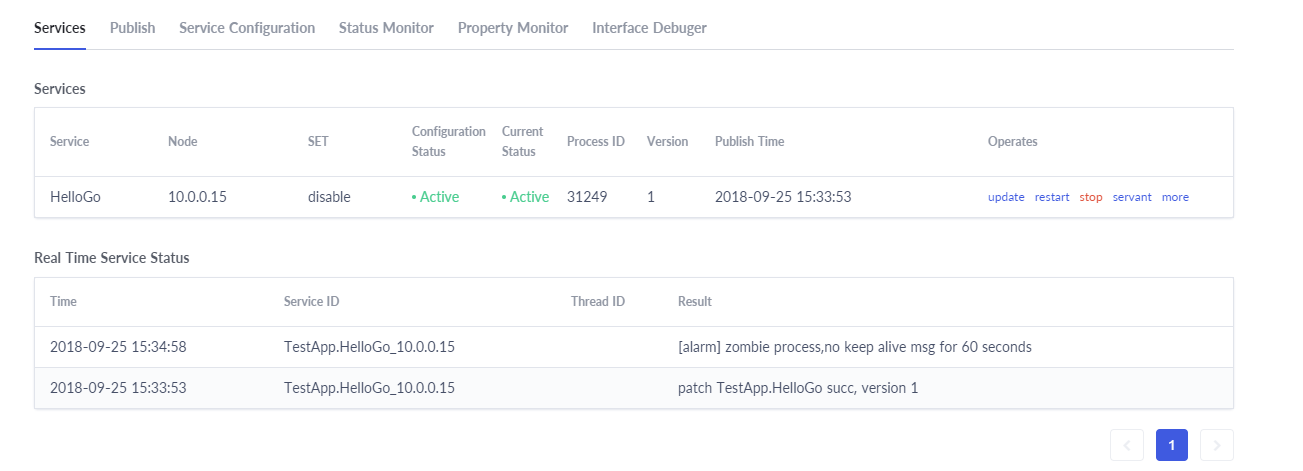 Services Publish Service Configuration Status Monitor Property Monitor Interface Debuger
Services
Service Node SET Configuration Status Current Status Process ID Version Publish Time Operates
HelloGo 10.0.0.15 disable • Active • Active 31249 1 2018-09-25 15:33:53 update restart stop servant more
Real Time Service Status
Time Service ID Thread ID Result
2018-09-25 15:34:58 TestApp.HelloGo_10.0.0.15 [alarm] zombie process,no keep alive msg for 60 seconds
2018-09-25 15:33:53 TestApp.HelloGo_10.0.0.15 patch TestApp.HelloGo succ, version 1
1